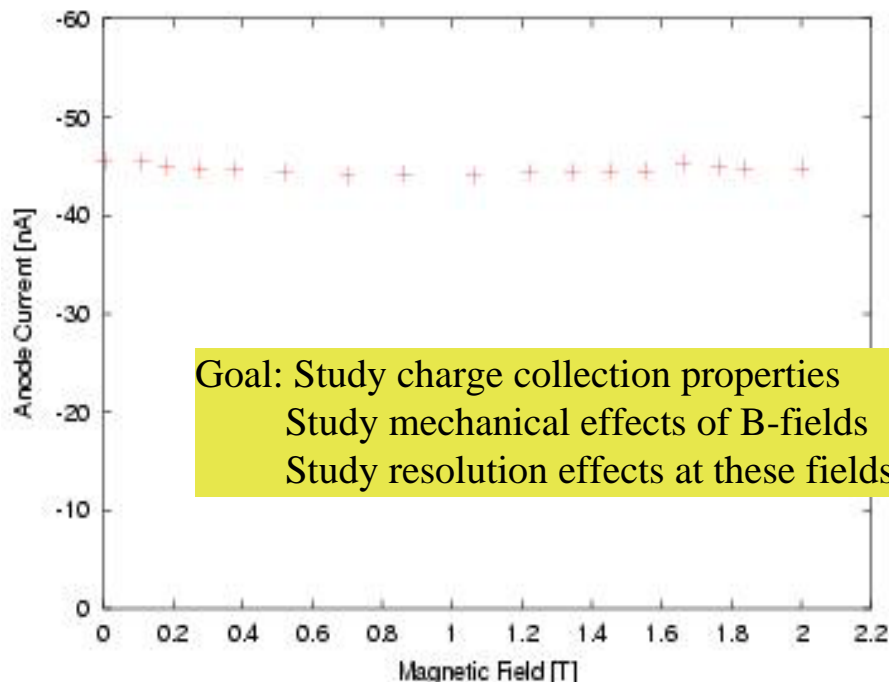 -60
-50
-40
-30
-20
-10
0
Anode Current [nA]
Goal: Study charge collection properties
Study mechanical effects of B-fields
Study resolution effects at these fields
0 0.2 0.4 0.6 0.8 1 1.2 1.4 1.6 1.8 2 2.2
Magnetic Field [T]